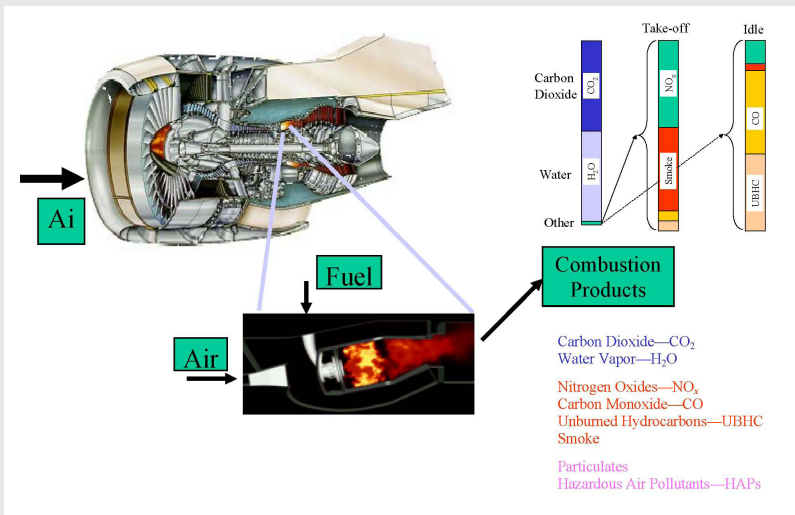 Take-off
Idle
Carbon
Dioxide
CO₂
NOₓ
CO
Water
H₂O
Smoke
UBHC
Other
Ai
Fuel
Air
Combustion
Products
Carbon Dioxide—CO₂
Water Vapor—H₂O
Nitrogen Oxides—NOₓ
Carbon Monoxide—CO
Unburned Hydrocarbons—UBHC
Smoke
Particulates
Hazardous Air Pollutants—HAPs